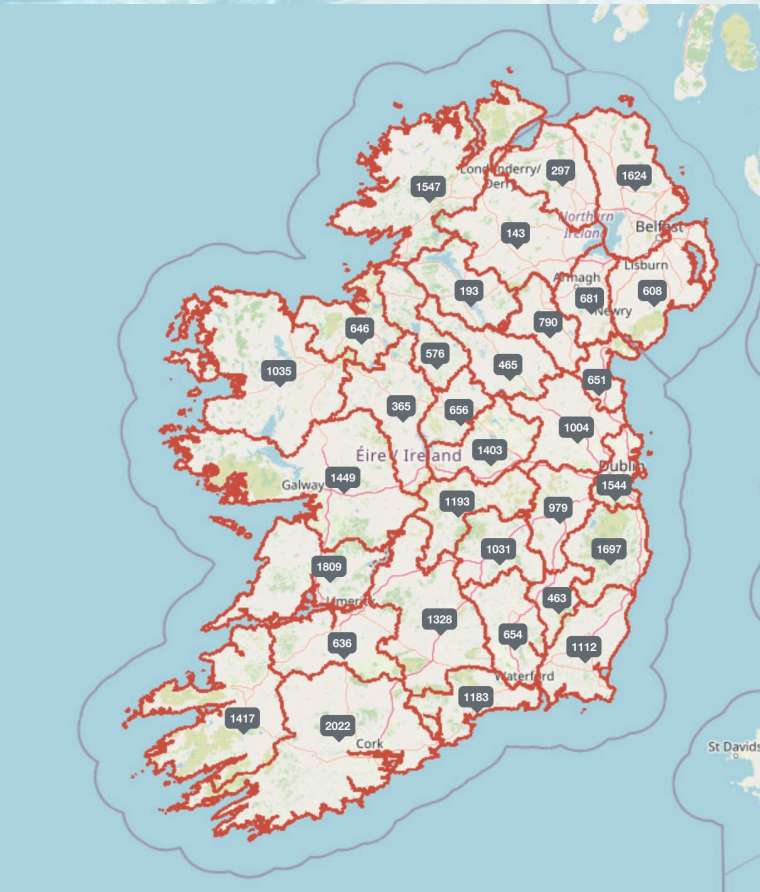 Londonderry/
Derry
297
1624
1547
143
Northern
Ireland
Belfast
Lisburn
Armagh
193
681
608
Newry
790
646
576
465
1035
651
365
656
1004
1403
Éire / Ireland
Dublin
1449
Galway
1544
1193
979
1031
1697
1809
463
Limerick
1328
654
636
1112
Waterford
1183
1417
2022
Cork
St Davids